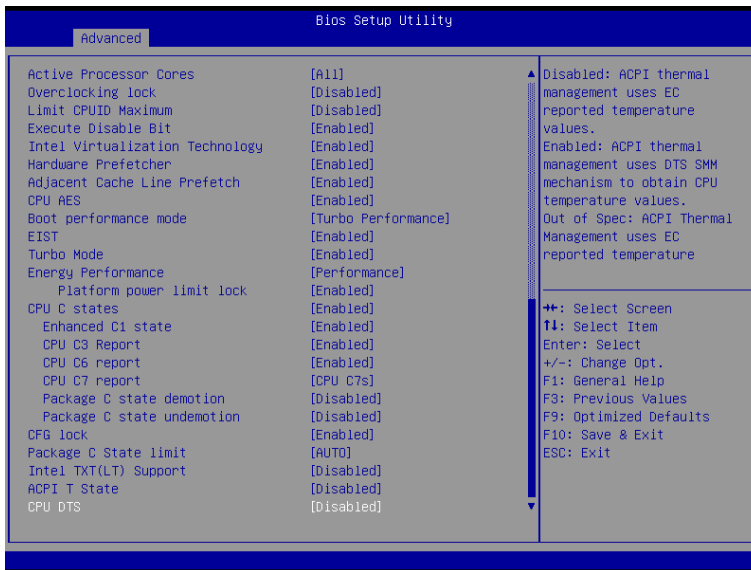 Bios Setup Utility
Advanced
Active Processor Cores [All]
Overclocking lock [Disabled]
Limit CPUID Maximum [Disabled]
Execute Disable Bit [Enabled]
Intel Virtualization Technology [Enabled]
Hardware Prefetcher [Enabled]
Adjacent Cache Line Prefetch [Enabled]
CPU AES [Enabled]
Boot performance mode [Turbo Performance]
EIST [Enabled]
Turbo Mode [Enabled]
Energy Performance [Performance]
Platform power limit lock [Enabled]
CPU C states [Enabled]
Enhanced C1 state [Enabled]
CPU C3 Report [Enabled]
CPU C6 report [Enabled]
CPU C7 report [CPU C7s]
Package C state demotion [Disabled]
Package C state undemotion [Disabled]
CFG lock [Enabled]
Package C State limit [AUTO]
Intel TXT(LT) Support [Disabled]
ACPI T State [Disabled]
CPU DTS [Disabled]
Disabled: ACPI thermal
management uses EC
reported temperature
values.
Enabled: ACPI thermal
management uses DTS SMM
mechanism to obtain CPU
temperature values.
Out of Spec: ACPI Thermal
Management uses EC
reported temperature
→←: Select Screen
↑↓: Select Item
Enter: Select
+/-: Change Opt.
F1: General Help
F3: Previous Values
F9: Optimized Defaults
F10: Save & Exit
ESC: Exit